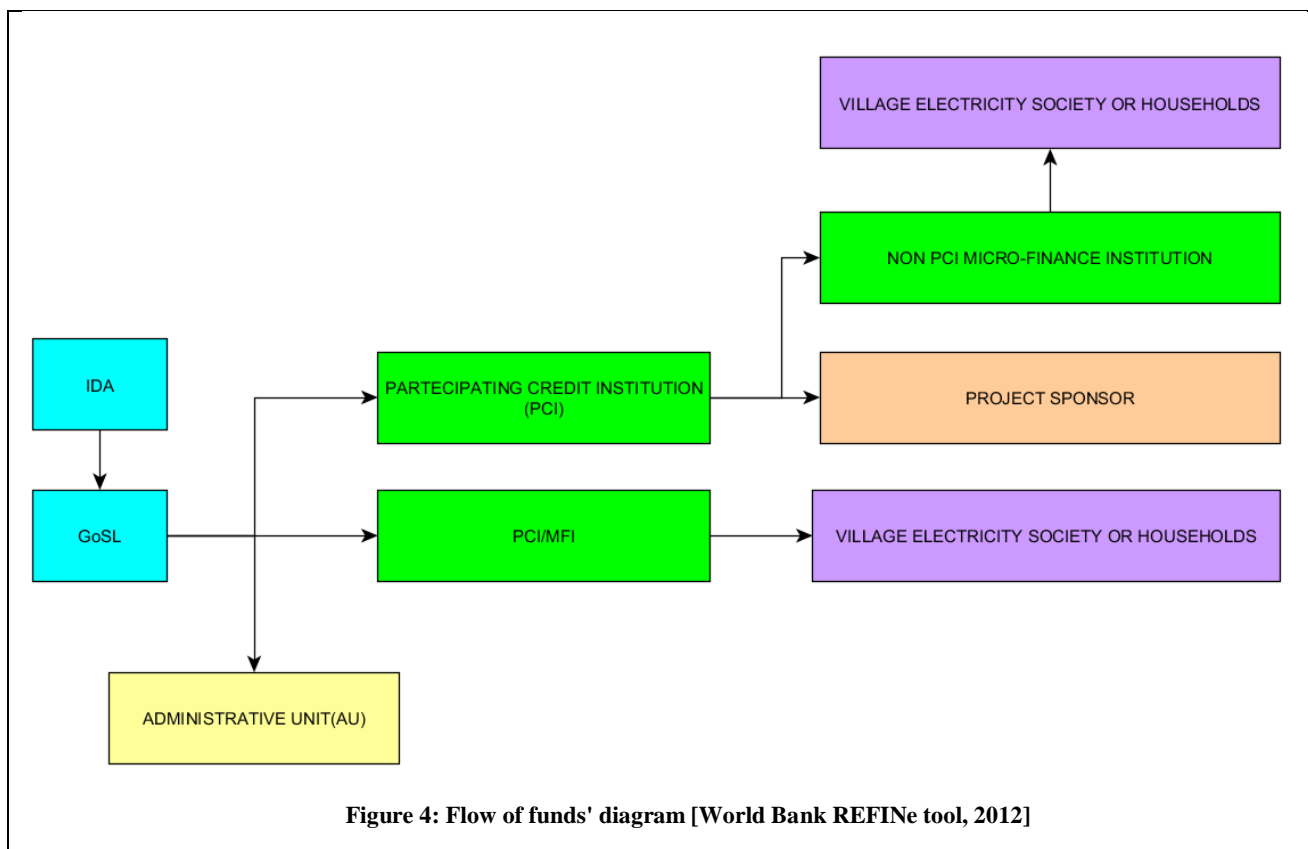 VILLAGE ELECTRICITY SOCIETY OR HOUSEHOLDS
NON PCI MICRO-FINANCE INSTITUTION
IDA
PARTECIPATING CREDIT INSTITUTION
(PCI)
PROJECT SPONSOR
GoSL
PCI/MFI
VILLAGE ELECTRICITY SOCIETY OR HOUSEHOLDS
ADMINISTRATIVE UNIT(AU)
Figure 4: Flow of funds' diagram [World Bank REFINe tool, 2012]